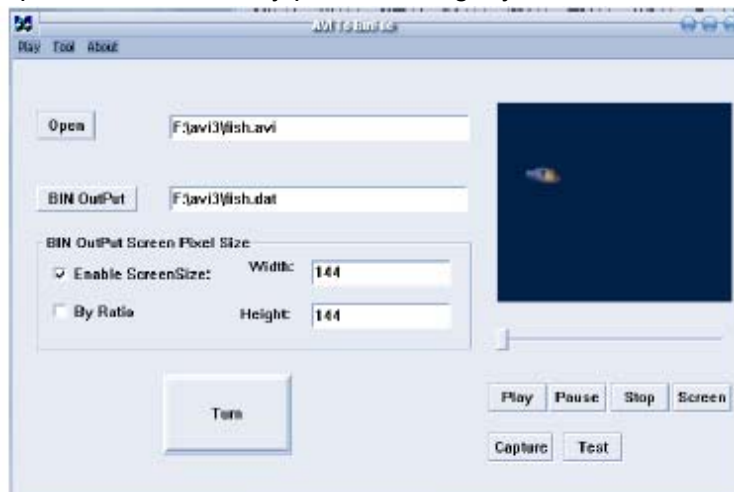 Play Tool About
Open
F:\avi3\fish.avi
BIN OutPut
F:\avi3\fish.dat
BIN OutPut Screen Pixel Size
Enable ScreenSize:
Width:
144
By Ratio
Height:
144
Turn
Play Pause Stop Screen
Capture Test